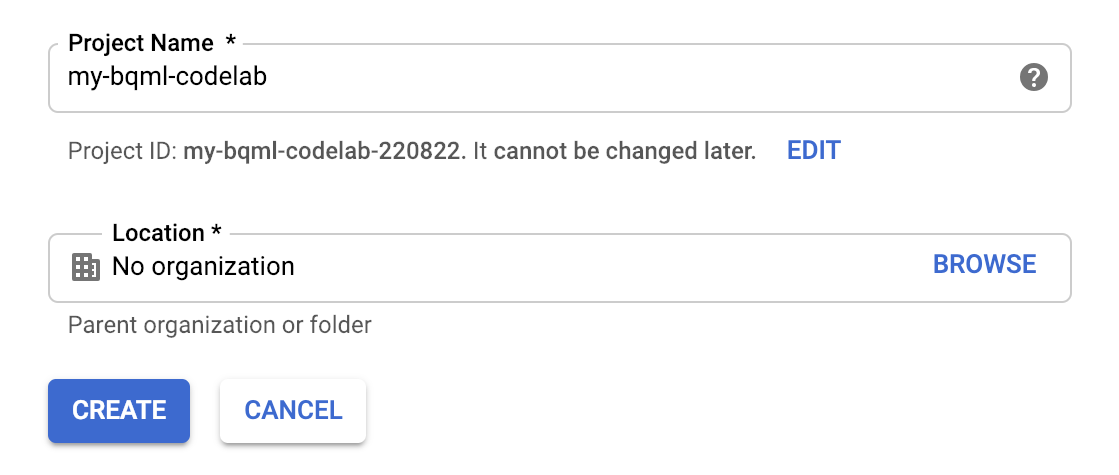 Project Name *
my-bqml-codelab
Project ID: my-bqml-codelab-220822. It cannot be changed later. EDIT
Location *
No organization BROWSE
Parent organization or folder
CREATE CANCEL